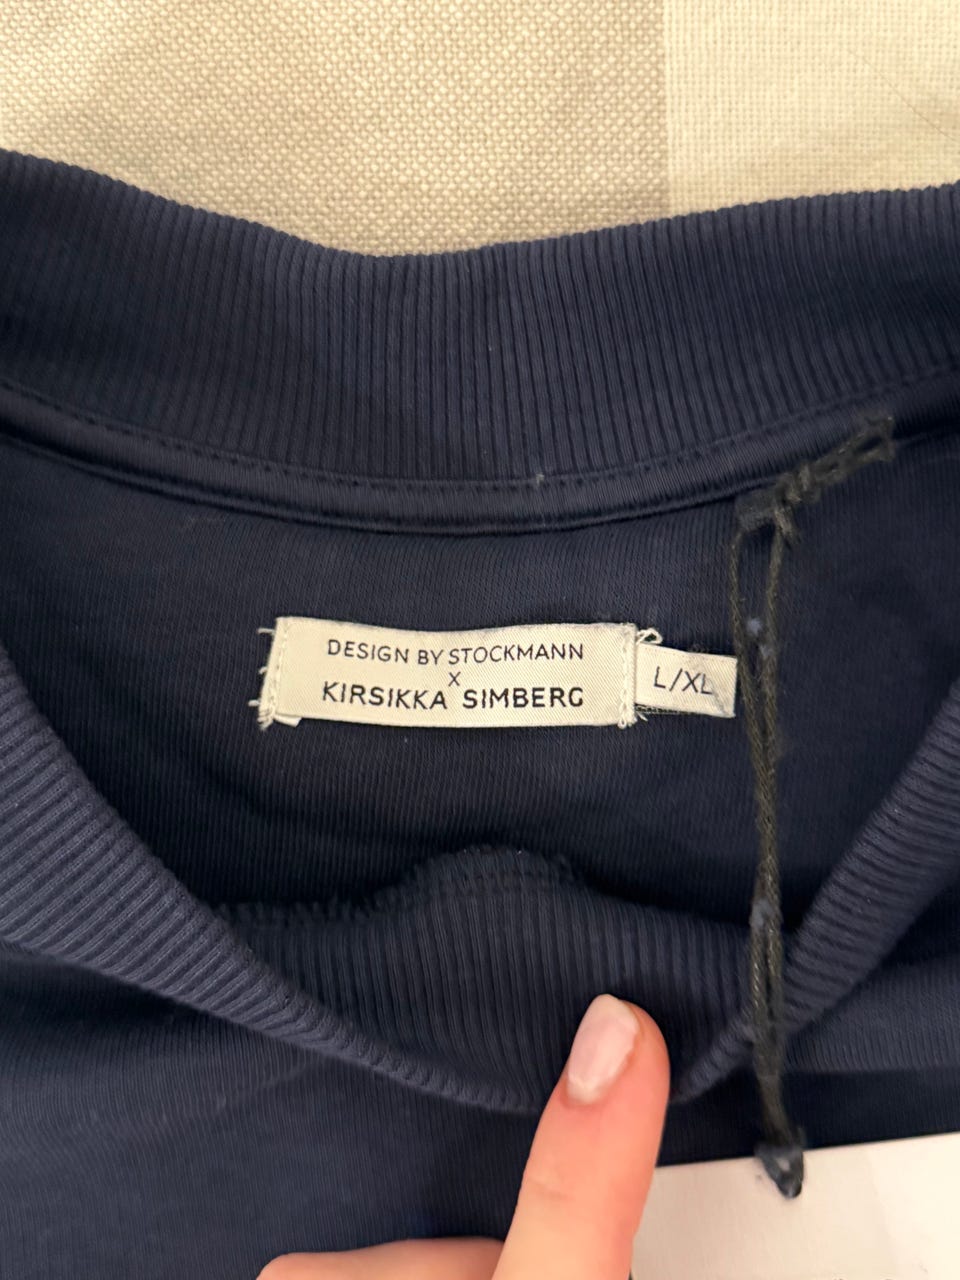 DESIGN BY STOCKMANN
X
KIRSIKKA SIMBERG
L/XL